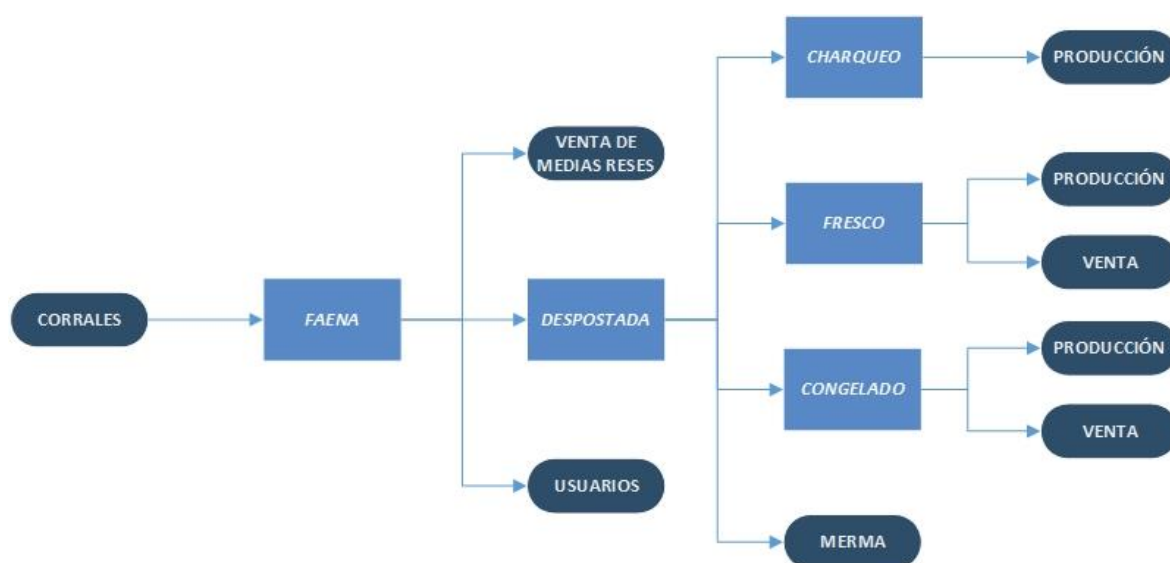 CORRALES
FAENA
VENTA DE
MEDIAS RESES
DESPOSTADA
USUARIOS
CHARQUEO
PRODUCCIÓN
FRESCO
PRODUCCIÓN
VENTA
CONGELADO
PRODUCCIÓN
VENTA
MERMA